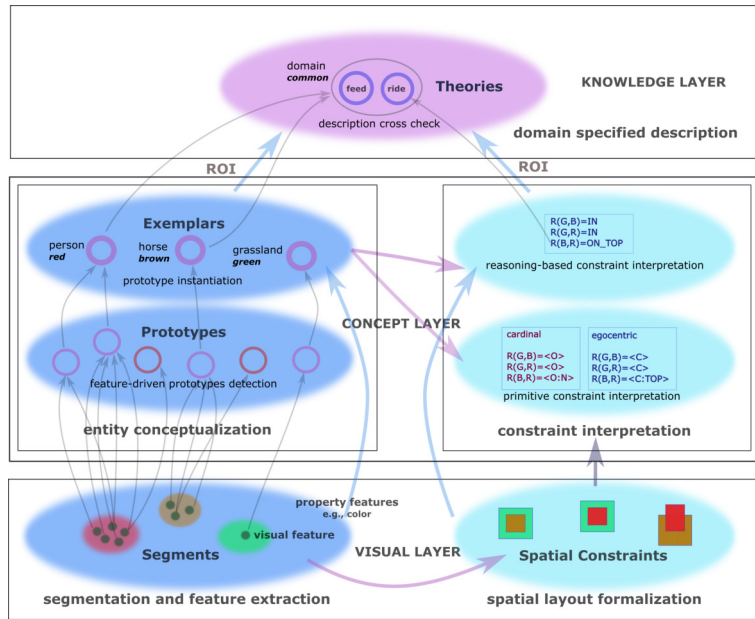 domain
common
feed
ride
Theories
description cross check
KNOWLEDGE LAYER
domain specified description
ROI
ROI
Exemplars
person
red
horse
brown
grassland
green
prototype instantiation
R(G,B)=IN
R(G,R)=IN
R(B,R)=ON_TOP
reasoning-based constraint interpretation
Prototypes
feature-driven prototypes detection
CONCEPT LAYER
cardinal
R(G,B)=<O>
R(G,R)=<O>
R(B,R)=<O:N>
egocentric
R(G,B)=<C>
R(G,R)=<C>
R(B,R)=<C:TOP>
primitive constraint interpretation
entity conceptualization
constraint interpretation
property features
e.g., color
visual feature
Segments
VISUAL LAYER
Spatial Constraints
segmentation and feature extraction
spatial layout formalization